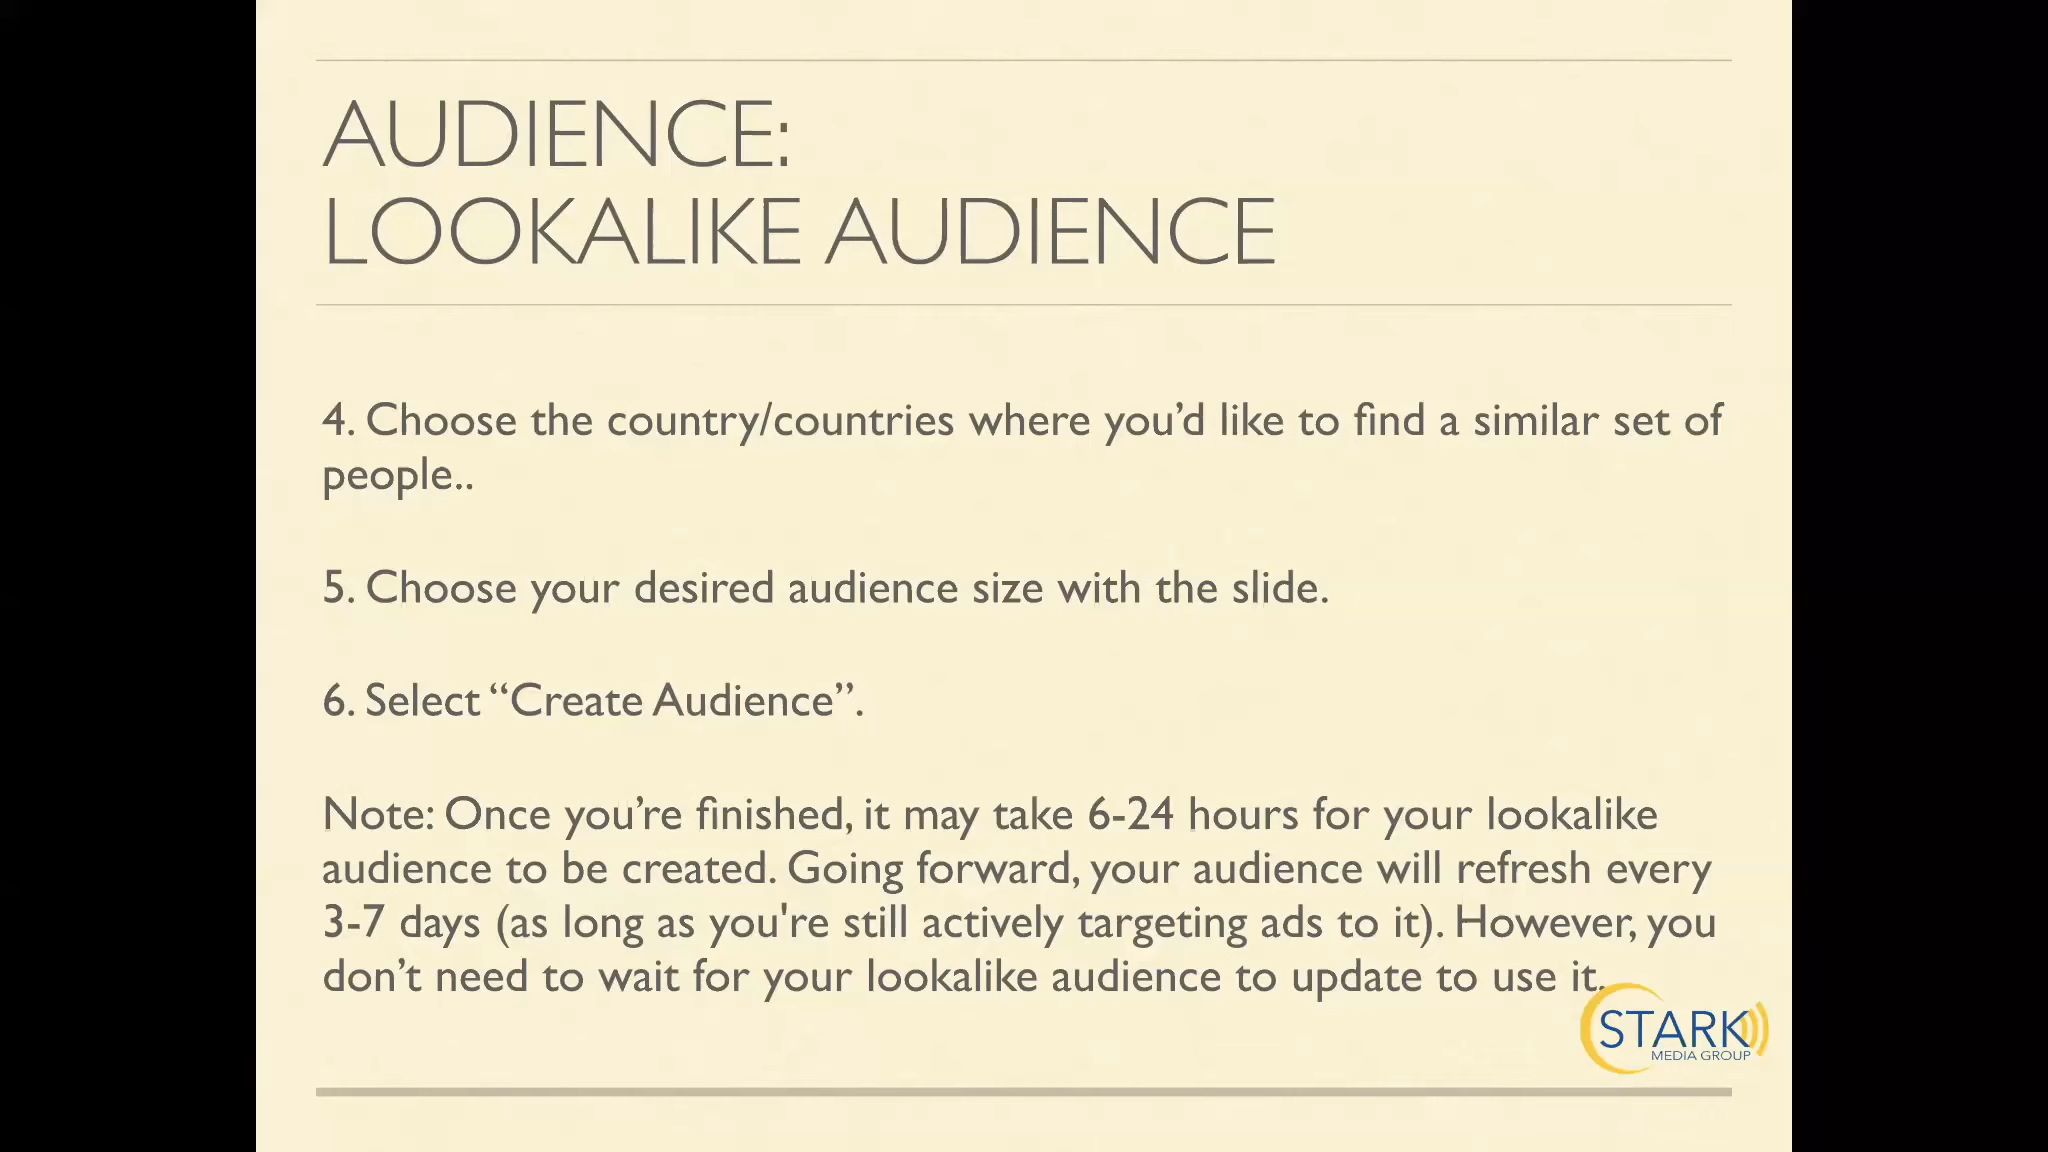 AUDIENCE:
LOOKALIKE AUDIENCE
4. Choose the country/countries where you’d like to find a similar set of
people..
5. Choose your desired audience size with the slide.
6. Select “Create Audience”.
Note: Once you’re finished, it may take 6-24 hours for your lookalike
audience to be created. Going forward, your audience will refresh every
3-7 days (as long as you're still actively targeting ads to it). However, you
don’t need to wait for your lookalike audience to update to use it.
STARK
MEDIA GROUP